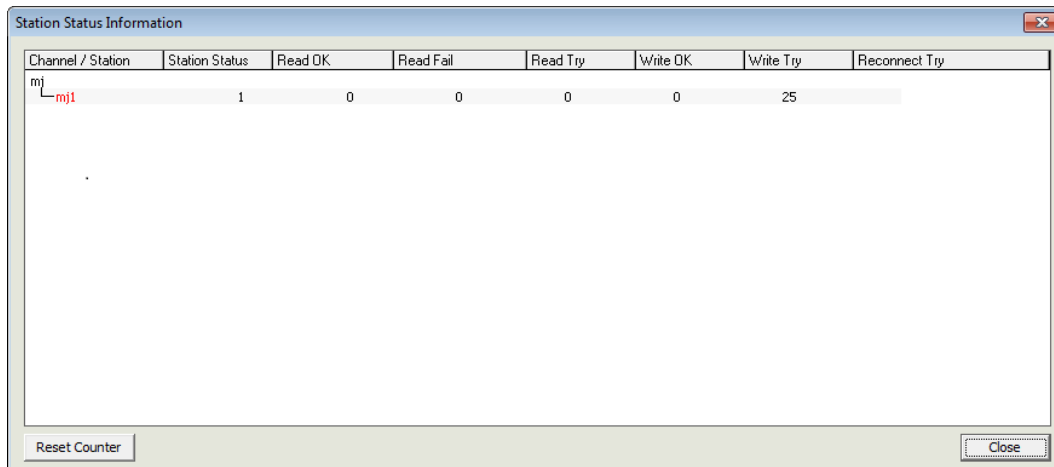 Station Status Information
Channel / Station Station Status Read OK Read Fail Read Try Write OK Write Try Reconnect Try
mj
mj1 1 0 0 0 0 25
Reset Counter Close